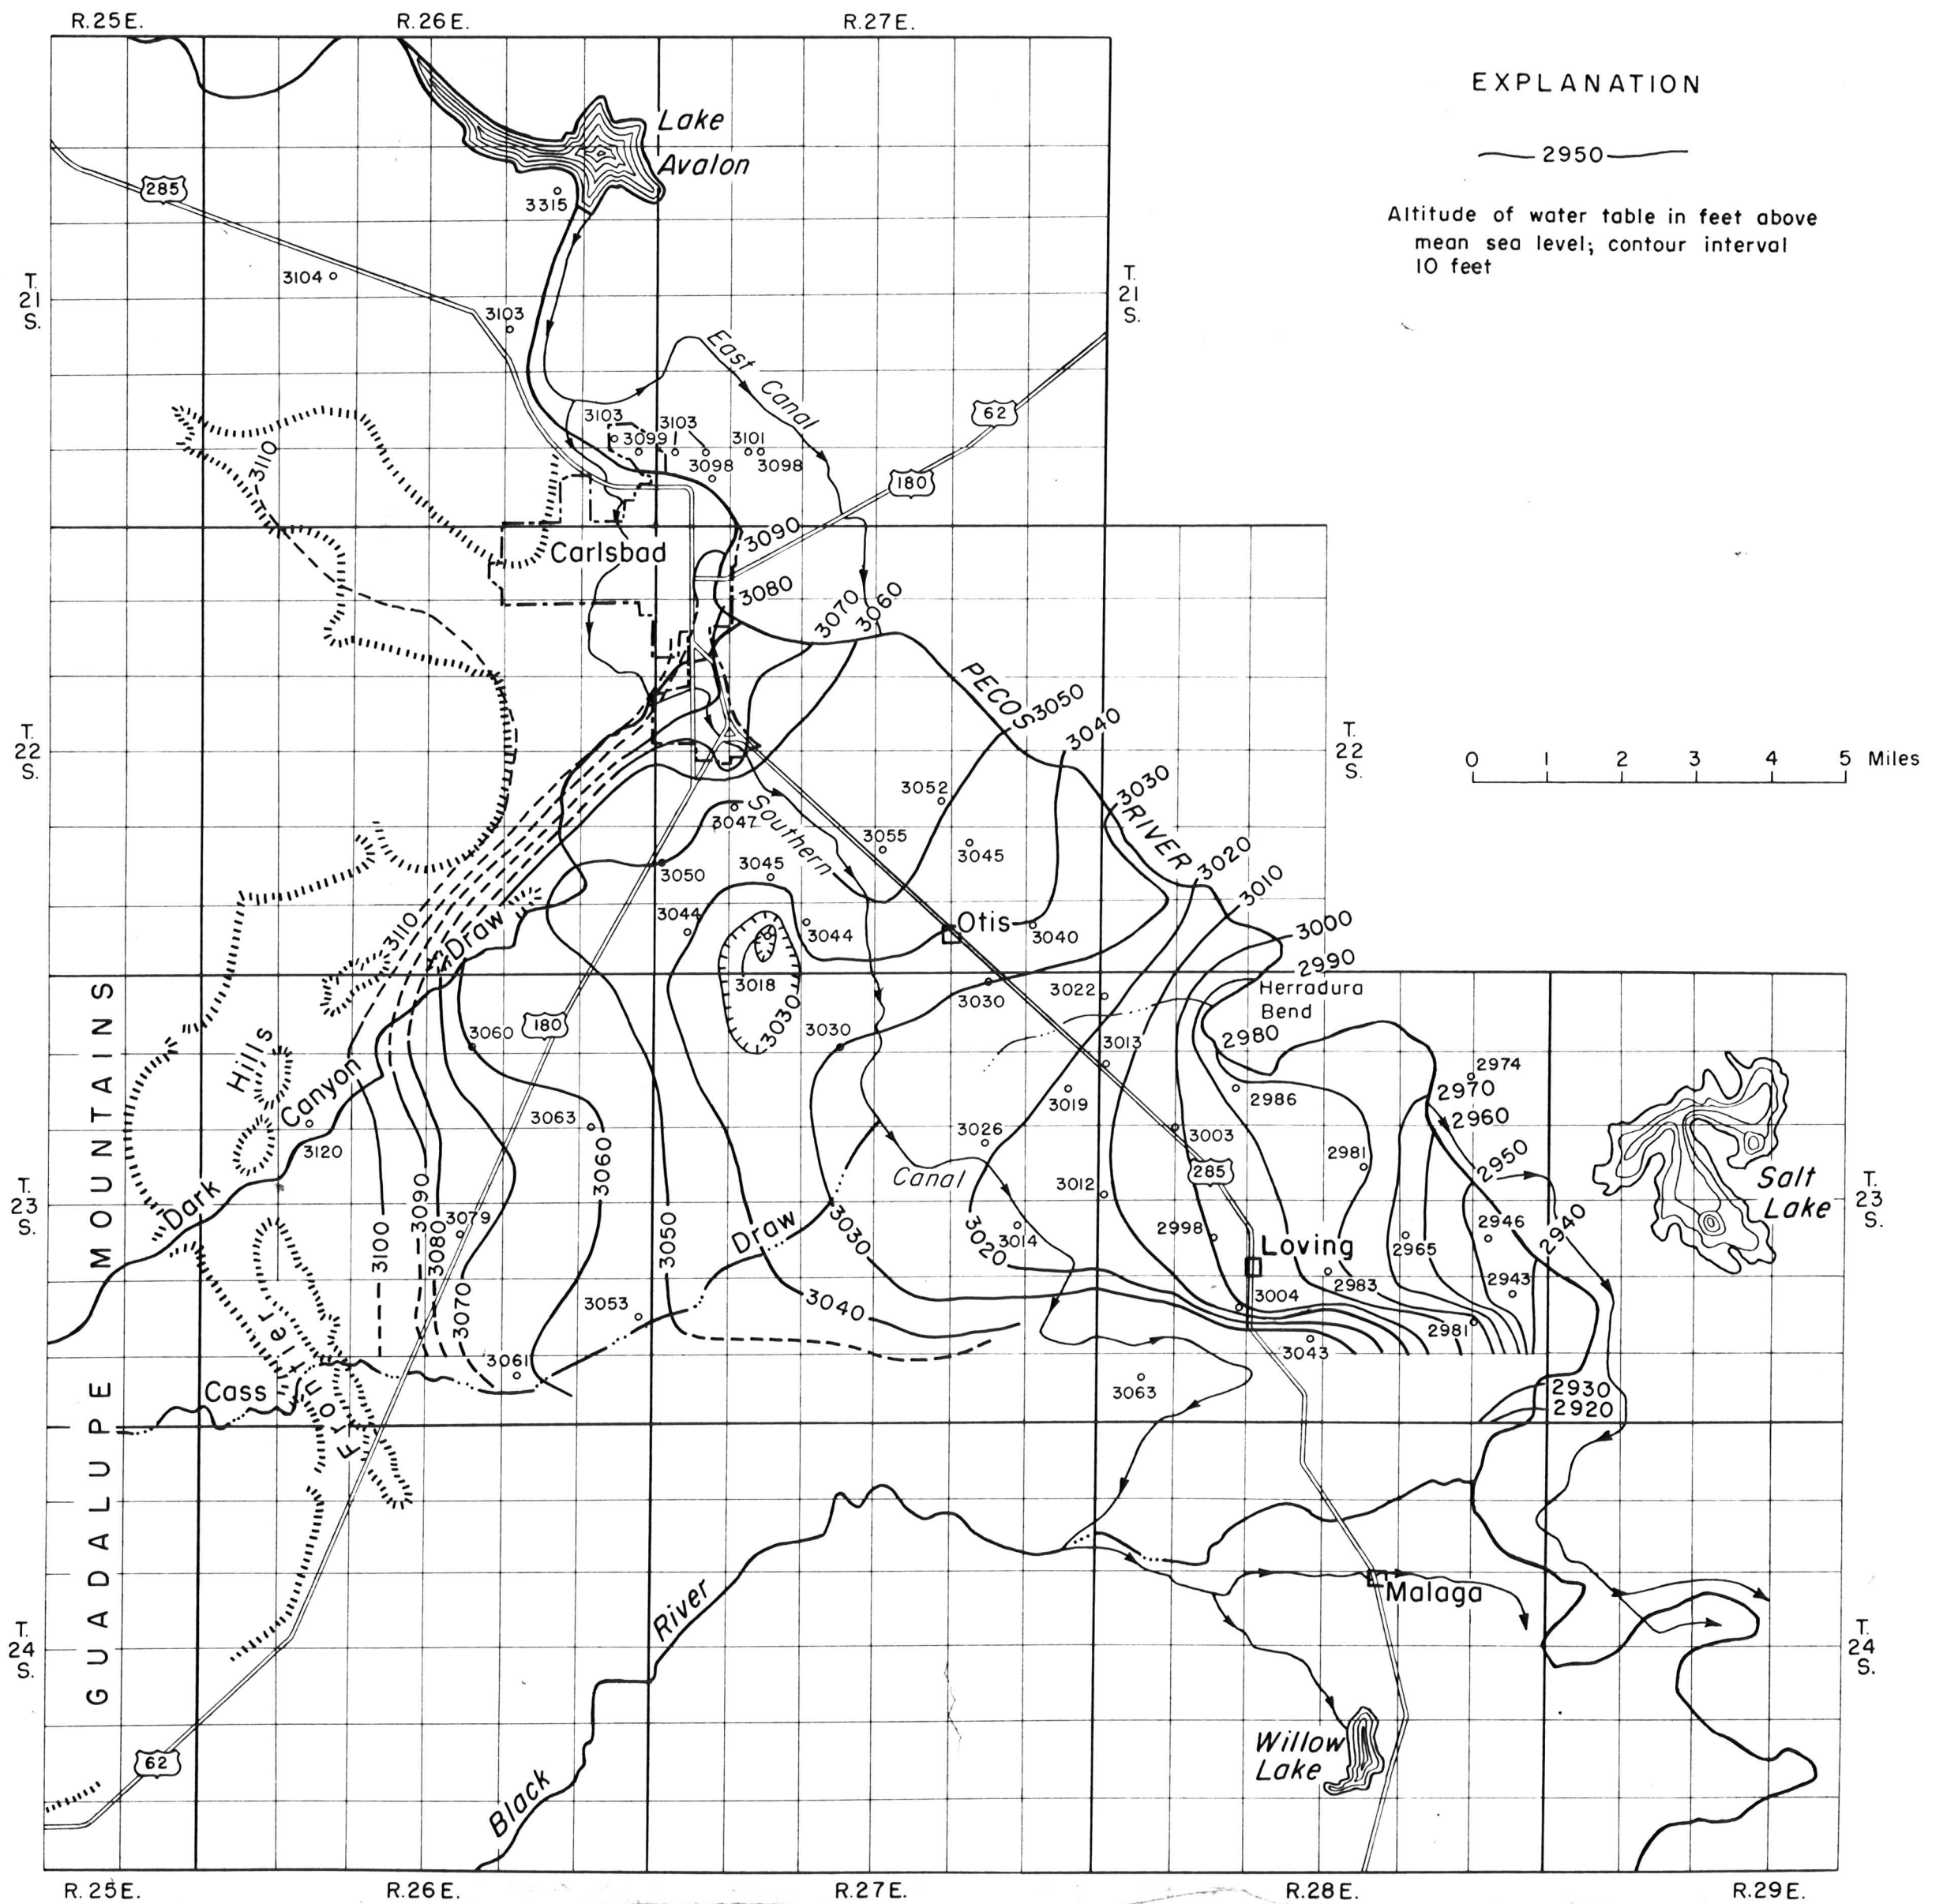 R.25E.
R.26E.
R.27E.
EXPLANATION
2950
Altitude of water table in feet above
mean sea level; contour interval
10 feet
Lake
Avalon
285
3315
3104
T.
21
S.
T.
21
S.
3103
East Canal
62
3103
3103
3099
3101
3098
3098
180
3110
3090
Carlsbad
3080
3070
3060
PECOS
RIVER
3050
3040
T.
22
S.
T.
22
S.
0 1 2 3 4 5 Miles
3030
3052
3047
Southern
3055
3045
3020
3050
3045
3010
3044
3044
Otis
3040
3000
3110
Draw
2990
3018
3030
3030
3022
Herradura
Bend
GUADALUPE MOUNTAINS
180
3060
3030
3013
2980
Hills
Canyon
3063
3019
2986
2974
2970
2960
3120
3026
3003
2981
2950
3060
285
Canal
3012
Salt
Lake
T.
23
S.
T.
23
S.
Dark
3100
3090
3079
3080
3070
3050
Draw
3030
3020
3014
2998
Loving
2965
2946
2940
2983
2943
3053
3040
3004
2981
3043
3061
3063
Cass
Frontier
2930
2920
River
Malaga
T.
24
S.
T.
24
S.
62
Black
Willow
Lake
R.25E.
R.26E.
R.27E.
R.28E.
R.29E.